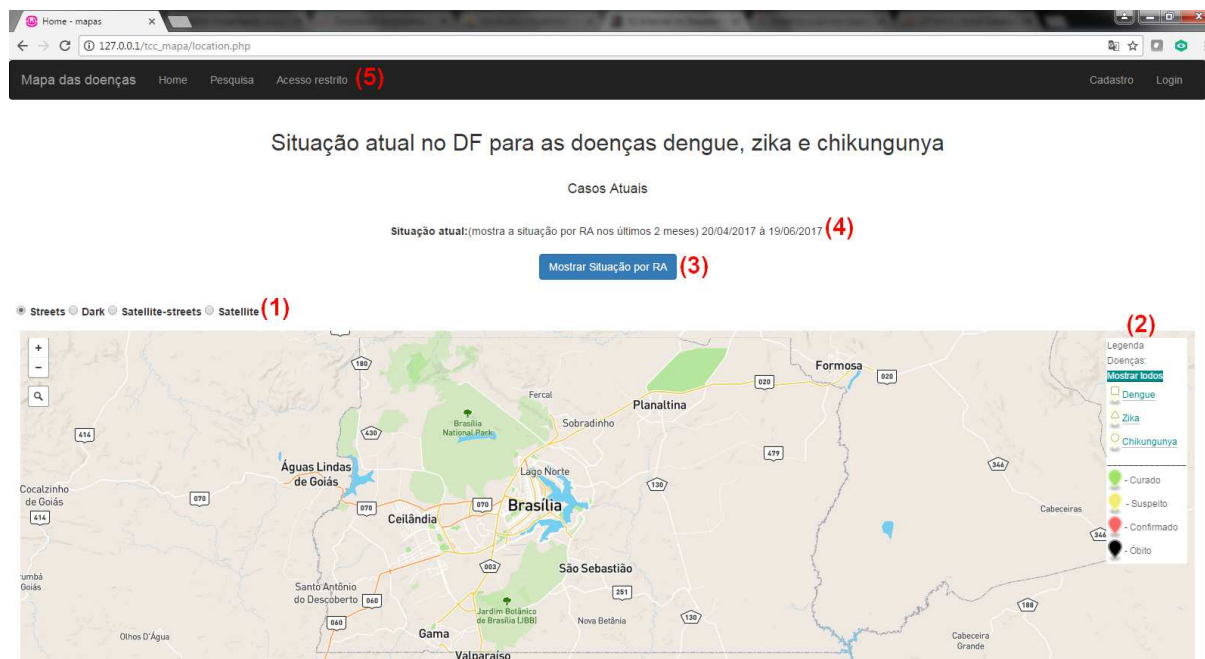 Home - mapas
127.0.0.1/tcc_mapa/location.php
Mapa das doenças Home Pesquisa Acesso restrito (5) Cadastro Login
Situação atual no DF para as doenças dengue, zika e chikungunya
Casos Atuais
Situação atual:(mostra a situação por RA nos últimos 2 meses) 20/04/2017 à 19/06/2017 (4)
Mostrar Situação por RA (3)
Streets Dark Satellite-streets Satellite (1)
(2)
Legenda
Doenças:
Mostrar todos
Dengue
Zika
Chikungunya
- Curado
- Suspeito
- Confirmado
- Óbito
+
-
180
Formosa
020
020
Fercal
Planaltina
Brasília
National Park
Sobradinho
414
430
479
Águas Lindas
de Goiás
Lago Norte
346
Cocalzinho
de Goiás
414
070
070
Ceilândia
070
Brasília
130
Cabeceiras
346
003
São Sebastião
umbá
Goiás
Santo Antônio
do Descoberto
060
251
Jardim Botânico
de Brasília (JBB)
188
060
Nova Betânia
130
Olhos D'Água
Gama
Cabeceira
Grande
Valparaíso